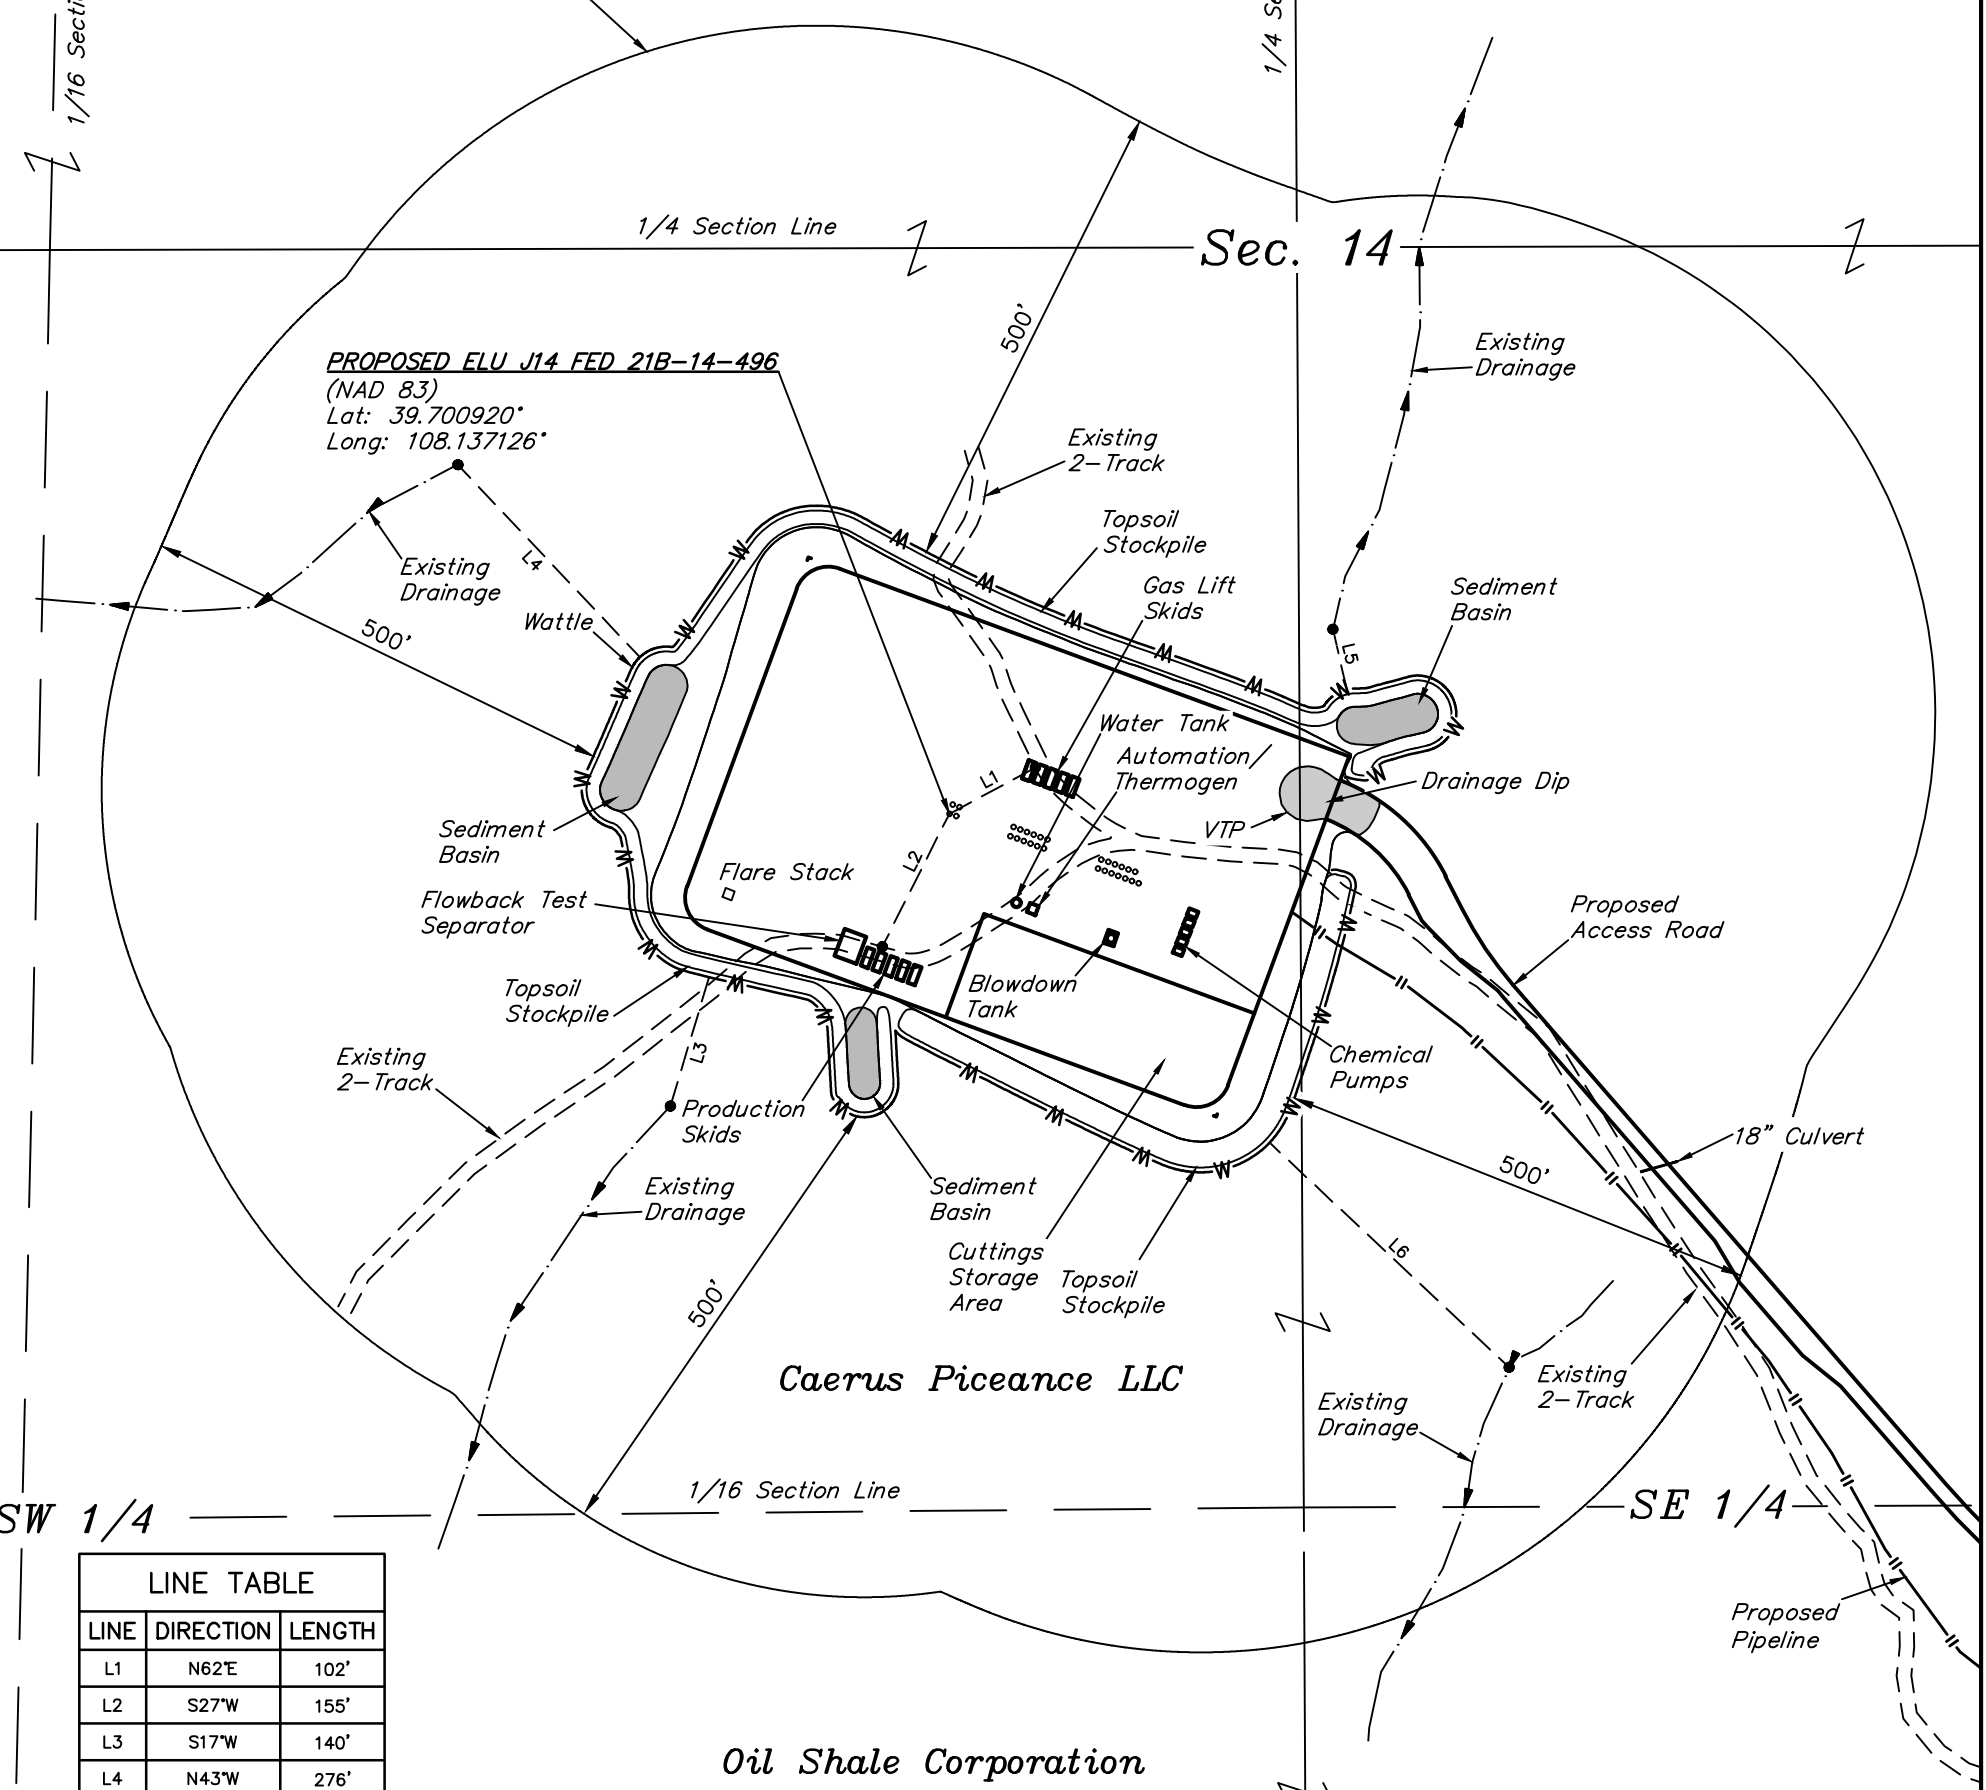 1/16 Secti
1/4 Se
1/4 Section Line
Sec. 14
500'
PROPOSED ELU J14 FED 21B-14-496
(NAD 83)
Lat: 39.700920°
Long: 108.137126°
Existing
Drainage
Existing
2-Track
Topsoil
Stockpile
Gas Lift
Skids
Sediment
Basin
Existing
Drainage
L4
Wattle
500'
L5
Water Tank
Automation/
Thermogen
L1
Drainage Dip
VTP
Sediment
Basin
L2
Flare Stack
Flowback Test
Separator
Proposed
Access Road
Topsoil
Stockpile
Blowdown
Tank
Existing
2-Track
L3
Chemical
Pumps
Production
Skids
18" Culvert
500'
Existing
Drainage
Sediment
Basin
Cuttings
Storage
Area
Topsoil
Stockpile
L6
500'
Caerus Piceance LLC
Existing
2-Track
Existing
Drainage
1/16 Section Line
SW 1/4
SE 1/4
LINE TABLE
LINE DIRECTION LENGTH
L1 N62°E 102'
L2 S27°W 155'
L3 S17°W 140'
L4 N43°W 276'
Proposed
Pipeline
Oil Shale Corporation